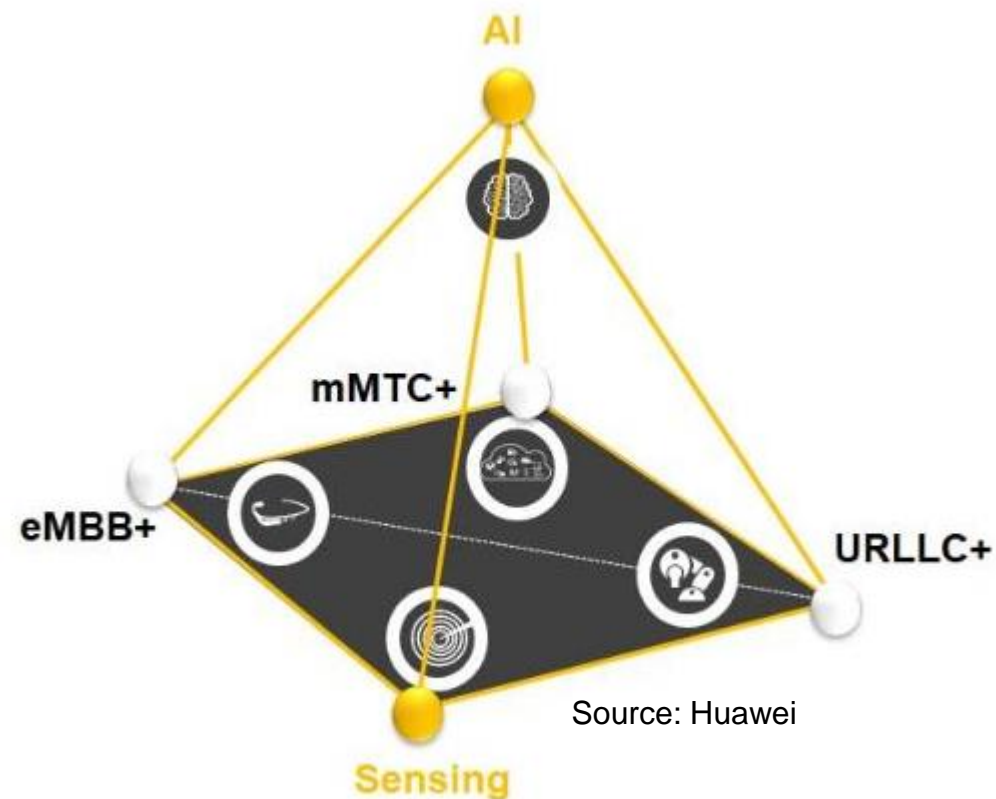 AI
mMTC+
eMBB+
URLLC+
Source: Huawei
Sensing